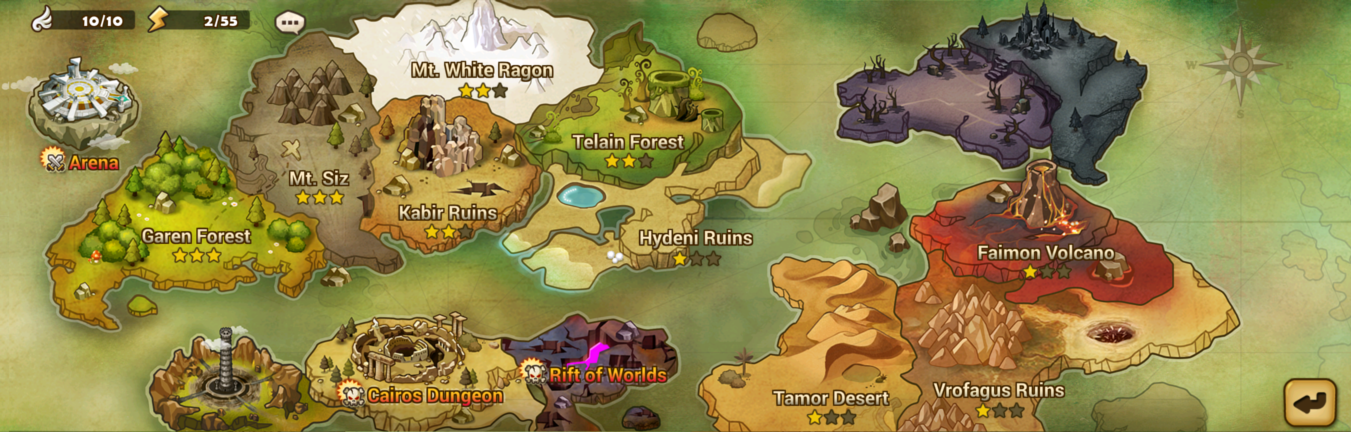 10/10
2/55
Mt. White Ragon
Telain Forest
Arena
Mt. Siz
Kabir Ruins
Garen Forest
Hydeni Ruins
Faimon Volcano
Rift of Worlds
Cairos Dungeon
Tamor Desert
Vrofagus Ruins
W
E
S